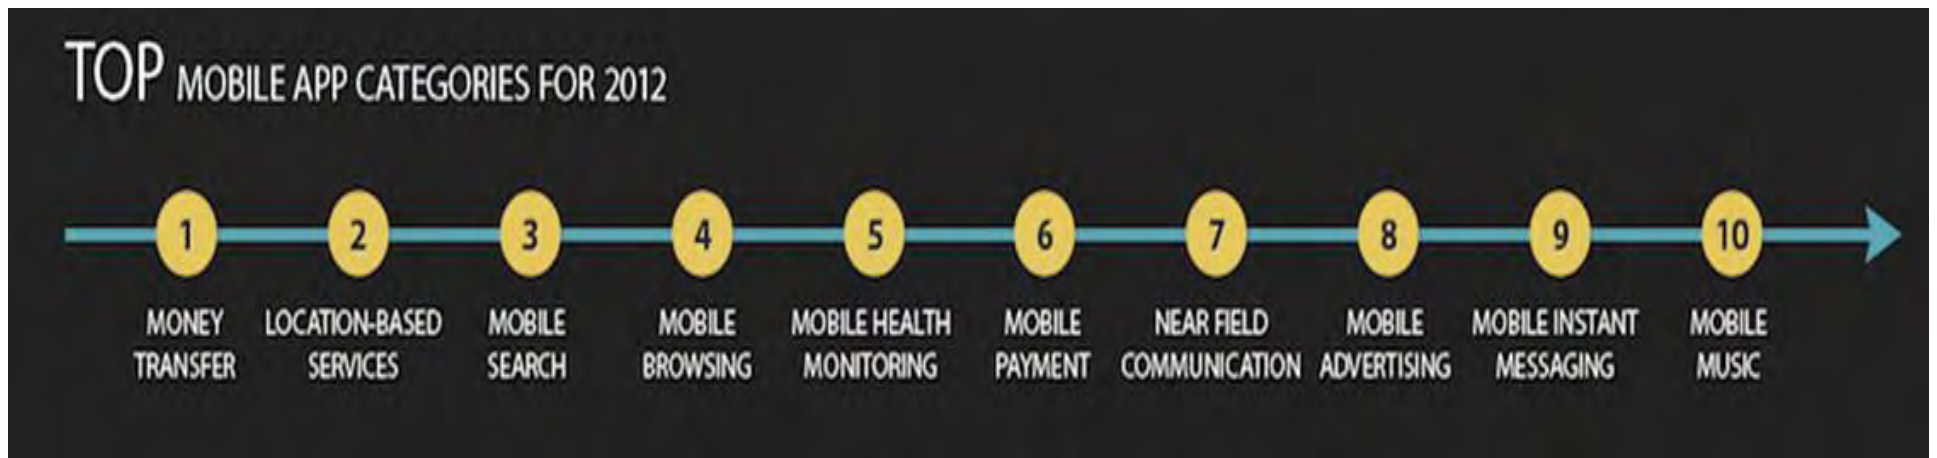 TOP MOBILE APP CATEGORIES FOR 2012
1 2 3 4 5 6 7 8 9 10
MONEY TRANSFER
LOCATION-BASED SERVICES
MOBILE SEARCH
MOBILE BROWSING
MOBILE HEALTH MONITORING
MOBILE PAYMENT
NEAR FIELD COMMUNICATION
MOBILE ADVERTISING
MOBILE INSTANT MESSAGING
MOBILE MUSIC